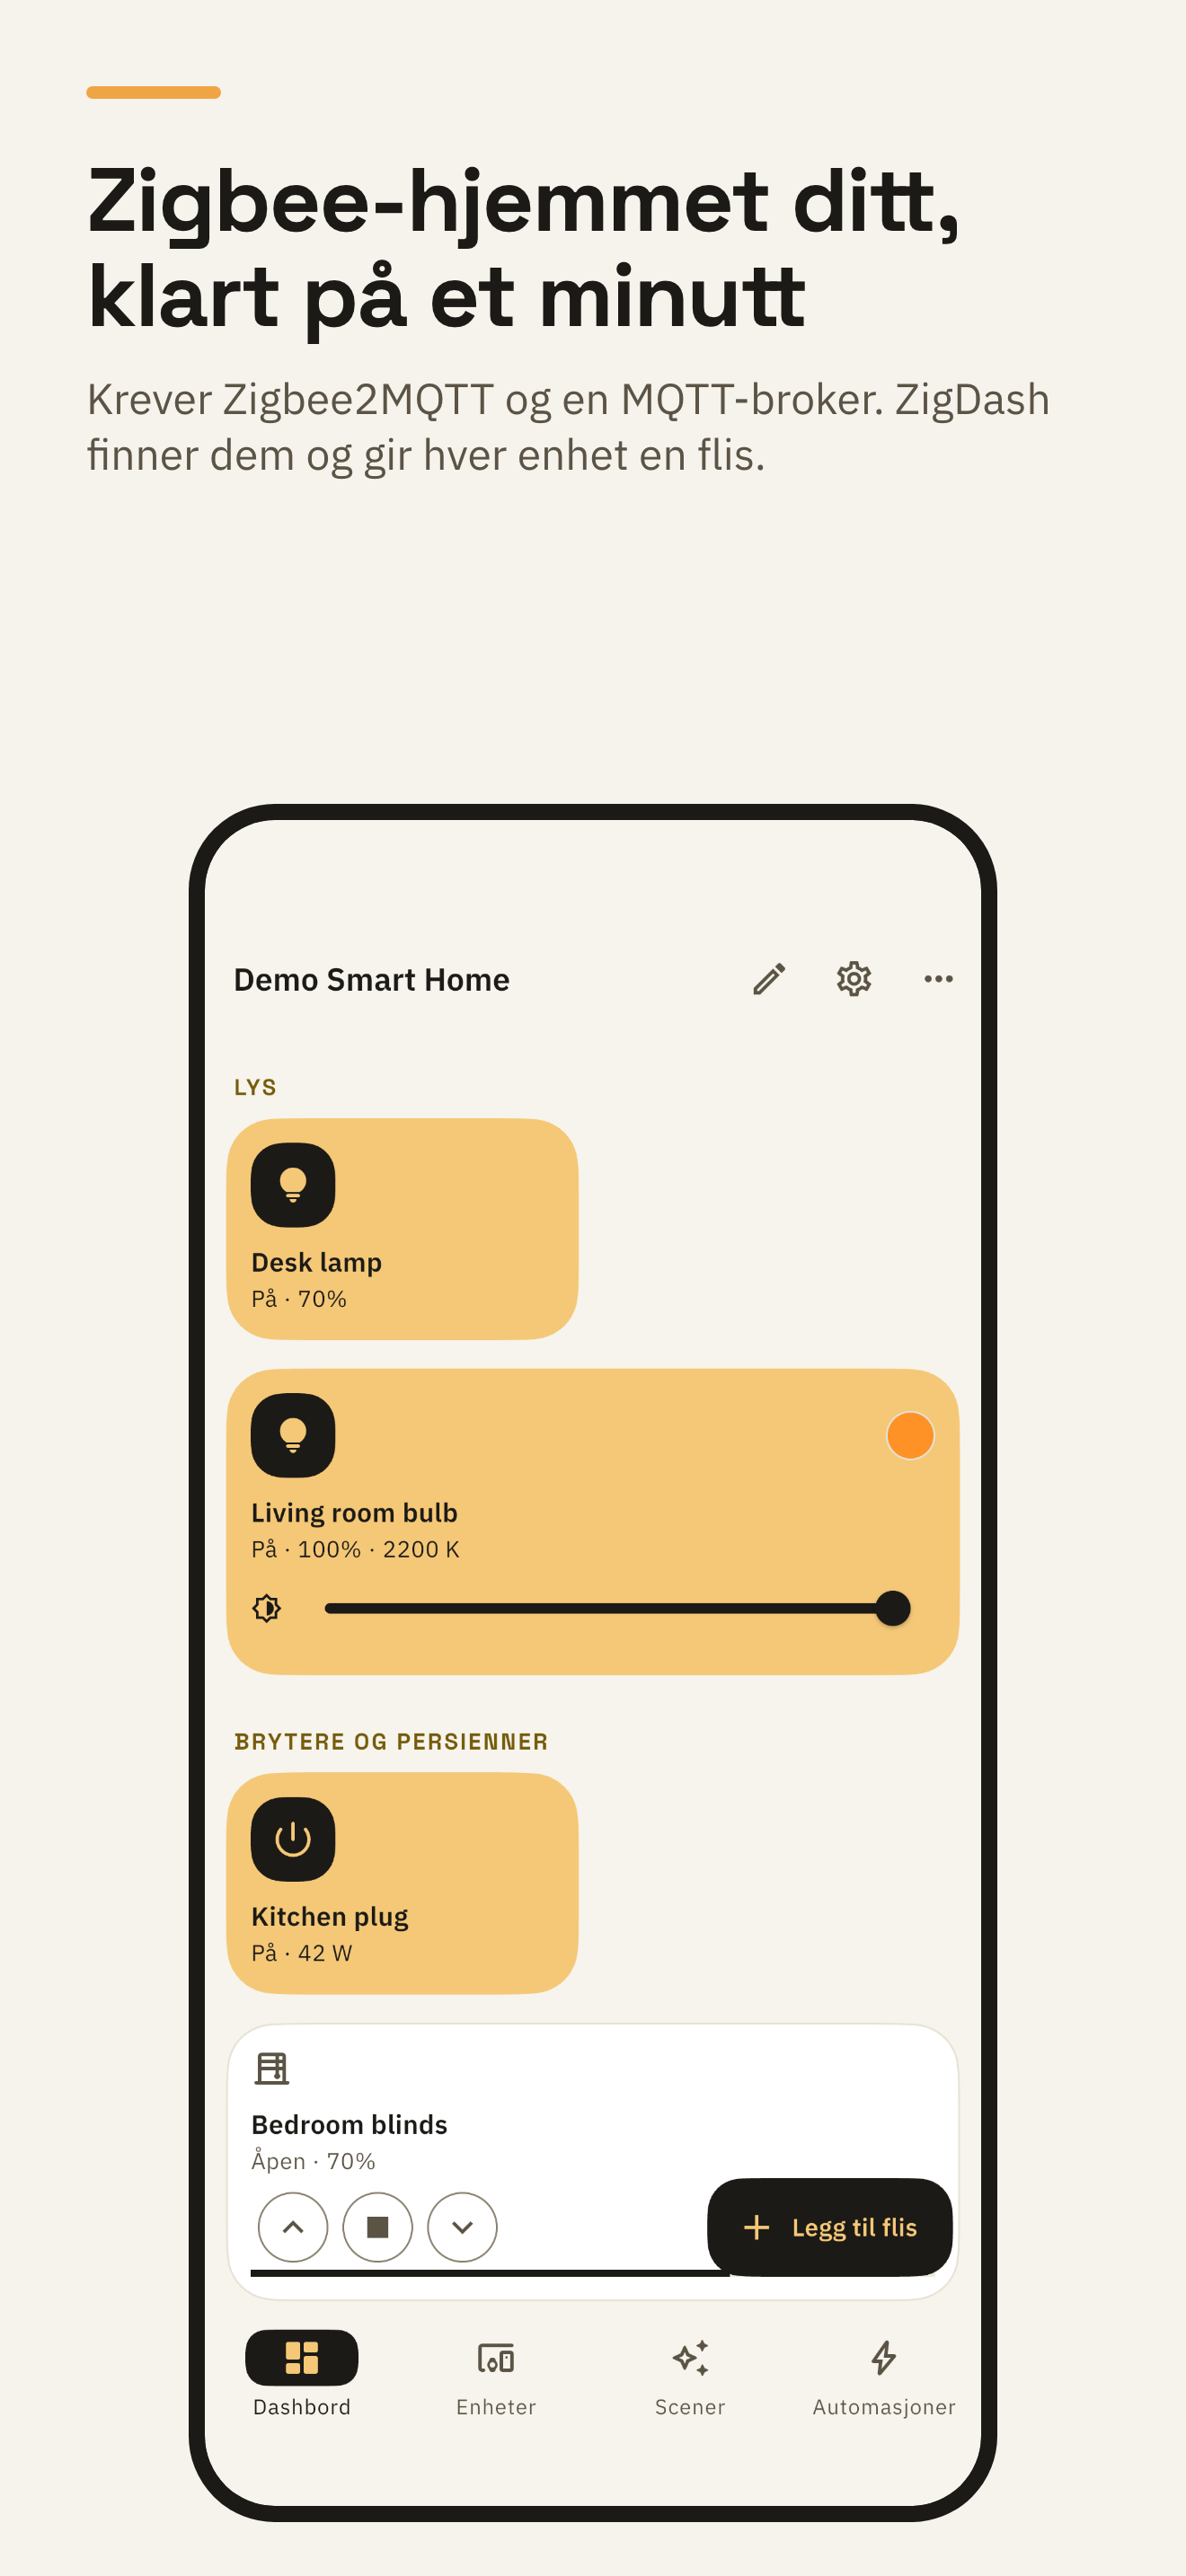 Zigbee-hjemmet ditt,
klart på et minutt
Krever Zigbee2MQTT og en MQTT-broker. ZigDash
finner dem og gir hver enhet en flis.
Demo Smart Home
LYS
Desk lamp
På · 70%
Living room bulb
På · 100% · 2200 K
BRYTERE OG PERSIENNER
Kitchen plug
På · 42 W
Bedroom blinds
Åpen · 70%
Legg til flis
Dashbord
Enheter
Scener
Automasjoner